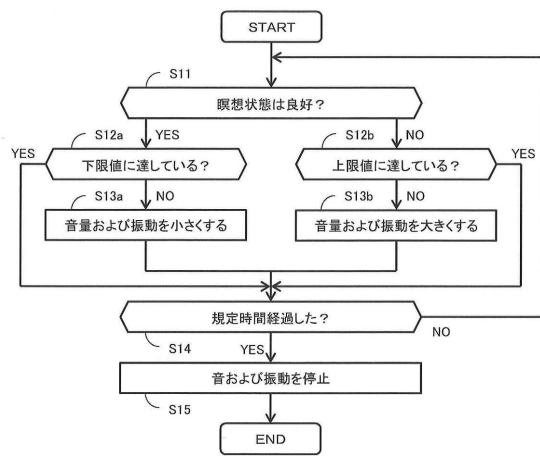 START
S11
瞑想状態は良好？
S12a
YES
S12b
NO
YES
下限値に達している？
上限値に達している？
YES
S13a
NO
S13b
NO
音量および振動を小さくする
音量および振動を大きくする
規定時間経過した？
NO
S14
YES
音および振動を停止
S15
END